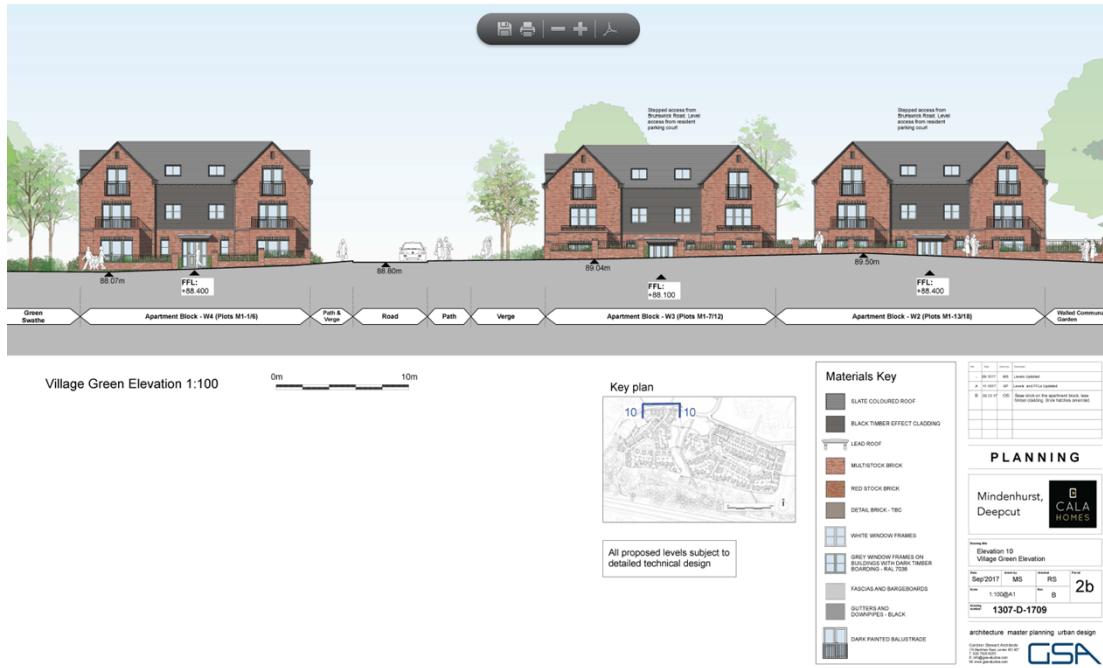 Stepped access from
Brunswick Road. Level
access from resident
parking court
Stepped access from
Brunswick Road. Level
access from resident
parking court
88.07m
FFL:
+88.400
88.80m
89.04m
FFL:
+88.100
89.50m
FFL:
+88.400
Green
Swathe
Apartment Block - W4 (Plots M1-1/6)
Path &
Verge
Road
Path
Verge
Apartment Block - W3 (Plots M1-7/12)
Apartment Block - W2 (Plots M1-13/18)
Walled Communa
Garden
Village Green Elevation 1:100
0m
10m
Key plan
10
10
All proposed levels subject to
detailed technical design
Materials Key
SLATE COLOURED ROOF
BLACK TIMBER EFFECT CLADDING
LEAD ROOF
MULTISTOCK BRICK
RED STOCK BRICK
DETAIL BRICK - TBC
WHITE WINDOW FRAMES
GREY WINDOW FRAMES ON
BUILDINGS WITH DARK TIMBER
BOARDING - RAL 7036
FASCIAS AND BARGEBOARDS
GUTTERS AND
DOWNPIPES - BLACK
DARK PAINTED BALUSTRADE
Levels Updated
A
Levels and FFLs Updated
B
PLANNING
Mindenhurst,
Deepcut
CALA
HOMES
Elevation 10
Village Green Elevation
Sep'2017
MS
RS
2b
1:100@A1
B
1307-D-1709
architecture master planning urban design
GSA